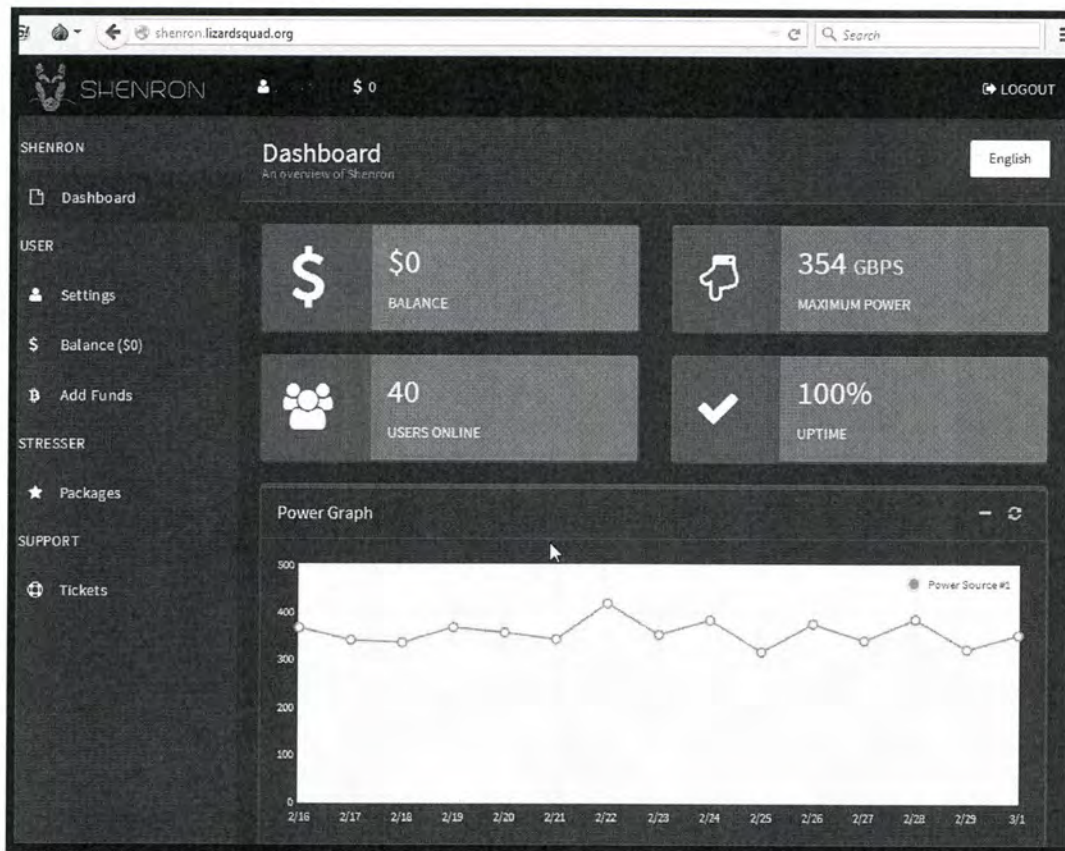 shenron.lizardsquad.org
Search
SHENRON
$ 0
LOGOUT
SHENRON
Dashboard
USER
Settings
$ Balance ($0)
Add Funds
STRESSER
Packages
SUPPORT
Tickets
Dashboard
An overview of Shenron
English
$
$0
BALANCE
354 GBPS
MAXIMUM POWER
40
USERS ONLINE
100%
UPTIME
Power Graph
Power Source #1
500
400
300
200
100
0
2/16 2/17 2/18 2/19 2/20 2/21 2/22 2/23 2/24 2/25 2/26 2/27 2/28 2/29 3/1